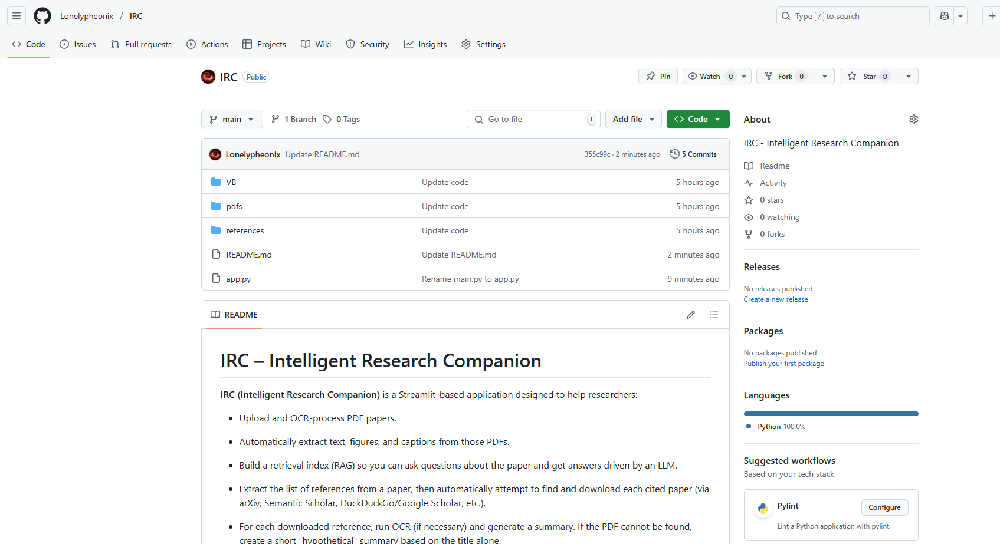 Lonelypheonix / IRC
Type / to search
Code Issues Pull requests Actions Projects Wiki Security Insights Settings
IRC Public
Pin Watch 0 Fork 0 Star 0
main 1 Branch 0 Tags Go to file t Add file Code
Lonelypheonix Update README.md 355c99c · 2 minutes ago 5 Commits
VB Update code 5 hours ago
pdfs Update code 5 hours ago
references Update code 5 hours ago
README.md Update README.md 2 minutes ago
app.py Rename main.py to app.py 9 minutes ago
README
IRC – Intelligent Research Companion
IRC (Intelligent Research Companion) is a Streamlit-based application designed to help researchers:
• Upload and OCR-process PDF papers.
• Automatically extract text, figures, and captions from those PDFs.
• Build a retrieval index (RAG) so you can ask questions about the paper and get answers driven by an LLM.
• Extract the list of references from a paper, then automatically attempt to find and download each cited paper (via
arXiv, Semantic Scholar, DuckDuckGo/Google Scholar, etc.).
• For each downloaded reference, run OCR (if necessary) and generate a summary. If the PDF cannot be found,
create a short “hypothetical” summary based on the title alone.
About
IRC - Intelligent Research Companion
Readme
Activity
0 stars
0 watching
0 forks
Releases
No releases published
Create a new release
Packages
No packages published
Publish your first package
Languages
Python 100.0%
Suggested workflows
Based on your tech stack
Pylint
Configure
Lint a Python application with pylint.